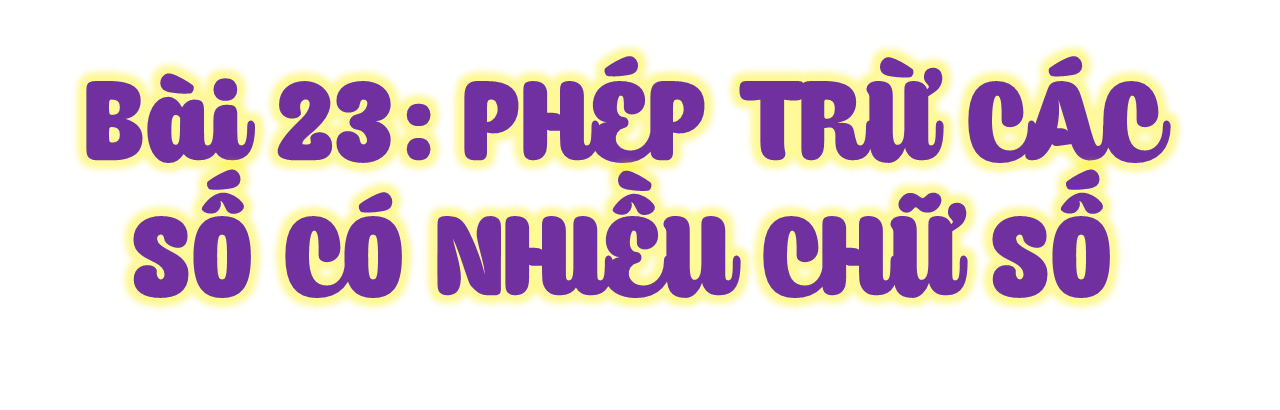 Bài 23: PHÉP TRỪ CÁC
SỐ CÓ NHIỀU CHỮ SỐ